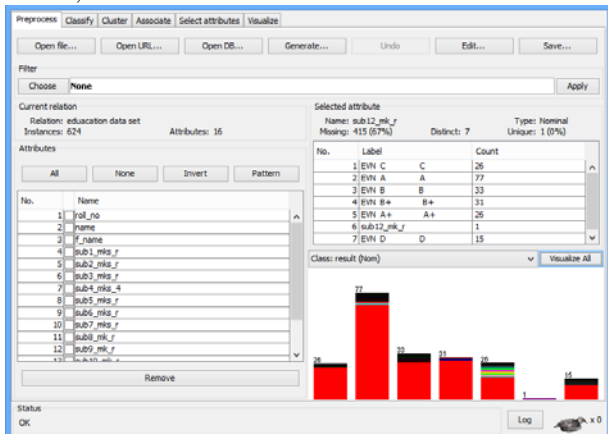 Preprocess Classify Cluster Associate Select attributes Visualize
Open file... Open URL... Open DB... Generate... Undo Edit... Save...
Filter
Choose None Apply
Current relation
Relation: eduacation data set
Instances: 624 Attributes: 16
Attributes
All None Invert Pattern
No. Name
1 roll_no
2 name
3 f_name
4 sub1_mks_r
5 sub2_mks_r
6 sub3_mks_r
7 sub4_mks_4
8 sub5_mks_r
9 sub6_mks_r
10 sub7_mks_r
11 sub8_mk_r
12 sub9_mk_r
Remove
Selected attribute
Name: sub12_mk_r Type: Nominal
Missing: 415 (67%) Distinct: 7 Unique: 1 (0%)
No. Label Count
1 EVN C C 26
2 EVN A A 77
3 EVN B B 33
4 EVN B+ B+ 31
5 EVN A+ A+ 26
6 sub12_mk_r 1
7 EVN D D 15
Class: result (Nom) Visualize All
26 77 33 31 26 1 15
Status
OK
Log x 0